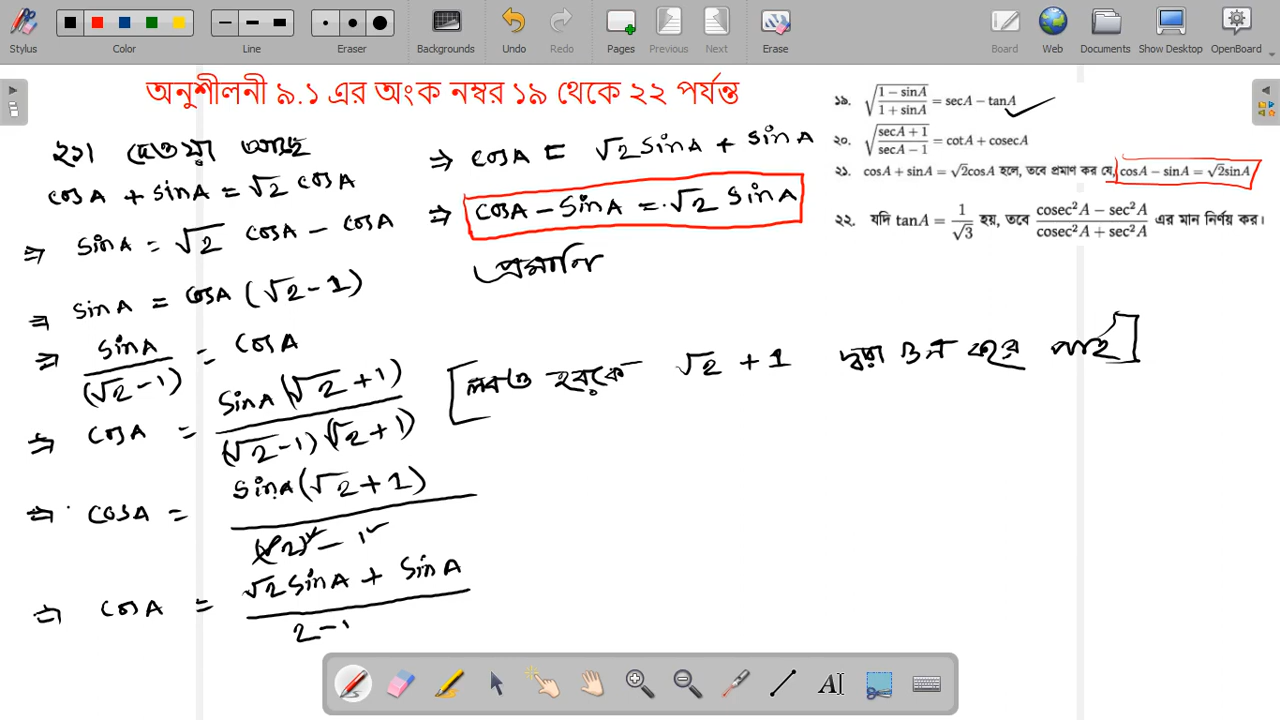 Stylus
Color
Line
Eraser
Backgrounds
Undo
Redo
Pages
Previous
Next
Erase
Board
Web
Documents
Show Desktop
OpenBoard
অনুশীলনী ৯.১ এর অংক নম্বর ১৯ থেকে ২২ পর্যন্ত
১৯. √((1 − sinA)/(1 + sinA)) = secA − tanA
২০. √((secA + 1)/(secA − 1)) = cotA + cosecA
২১. cosA + sinA = √2cosA হলে, তবে প্রমাণ কর যে, cosA − sinA = √2sinA
২২. যদি tanA = 1/√3 হয়, তবে (cosec²A − sec²A)/(cosec²A + sec²A) এর মান নির্ণয় কর।
২১। দেওয়া আছে
cosA + sinA = √2 cosA
⇒ sinA = √2 cosA − cosA
⇒ sinA = cosA (√2 − 1)
⇒ sinA/(√2 − 1) = cosA
⇒ cosA = sinA(√2 + 1)/(√2 − 1)(√2 + 1) [লব ও হরকে √2 + 1 দ্বারা গুন করে পাই]
⇒ cosA = sinA(√2 + 1)/(√2)² − 1²
⇒ cosA = (√2 sinA + sinA)/(2 − 1)
⇒ cosA = √2 sinA + sinA
⇒ cosA − sinA = √2 sinA